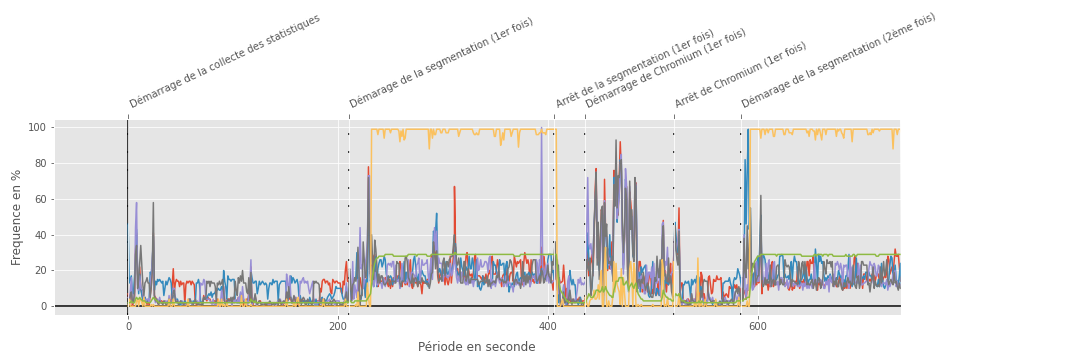 Démarrage de la collecte des statistiques
Démarage de la segmentation (1er fois)
Arrêt de la segmentation (1er fois)
Démarrage de Chromium (1er fois)
Arrêt de Chromium (1er fois)
Démarage de la segmentation (2ème fois)
Frequence en %
100
80
60
40
20
0
0
200
400
600
Période en seconde